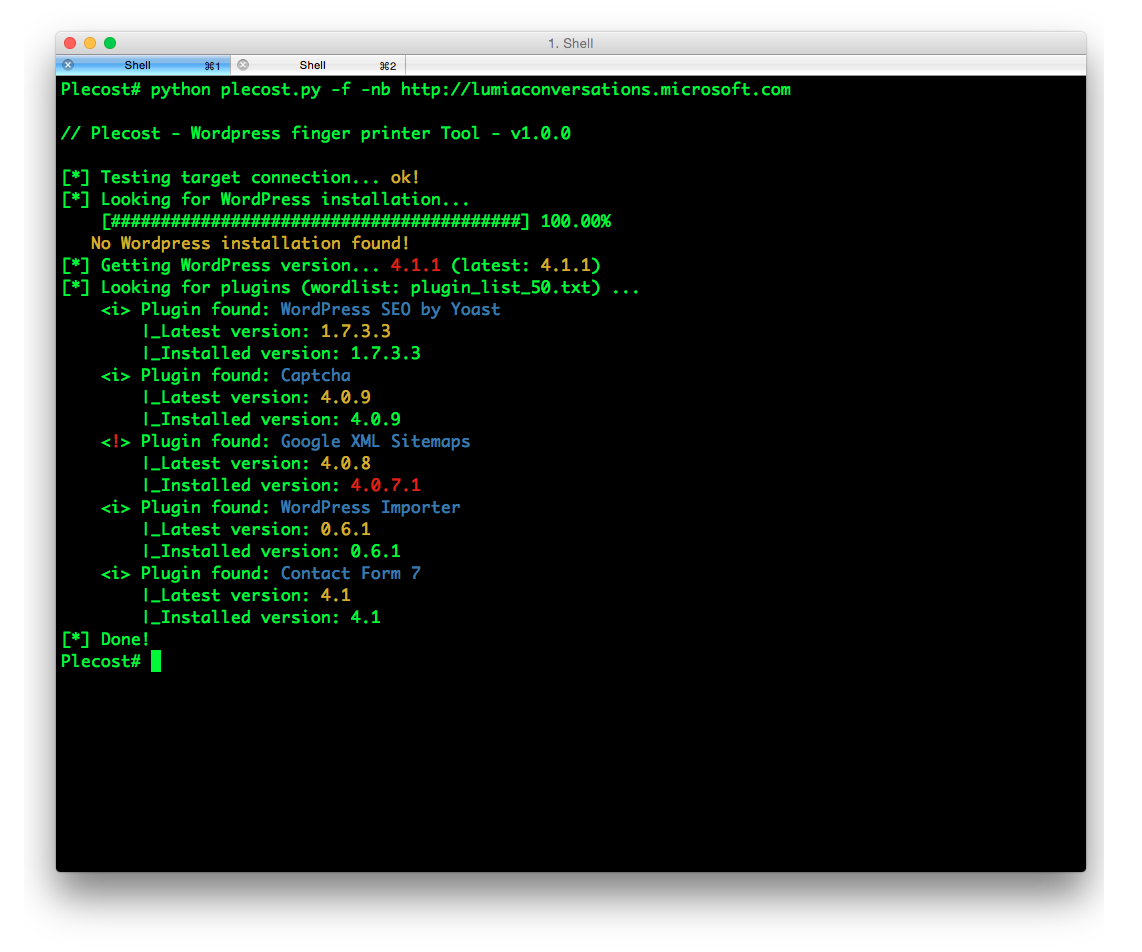 1. Shell
Shell ⌘1 Shell ⌘2
Plecost# python plecost.py -f -nb http://lumiaconversations.microsoft.com
// Plecost - Wordpress finger printer Tool - v1.0.0
[*] Testing target connection... ok!
[*] Looking for WordPress installation...
[#########################################] 100.00%
No Wordpress installation found!
[*] Getting WordPress version... 4.1.1 (latest: 4.1.1)
[*] Looking for plugins (wordlist: plugin_list_50.txt) ...
<i> Plugin found: WordPress SEO by Yoast
|_Latest version: 1.7.3.3
|_Installed version: 1.7.3.3
<i> Plugin found: Captcha
|_Latest version: 4.0.9
|_Installed version: 4.0.9
<!> Plugin found: Google XML Sitemaps
|_Latest version: 4.0.8
|_Installed version: 4.0.7.1
<i> Plugin found: WordPress Importer
|_Latest version: 0.6.1
|_Installed version: 0.6.1
<i> Plugin found: Contact Form 7
|_Latest version: 4.1
|_Installed version: 4.1
[*] Done!
Plecost#